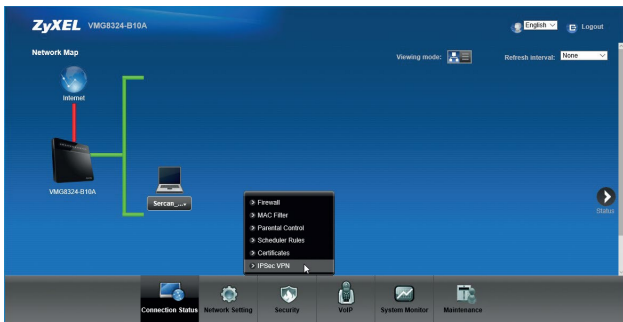 ZyXEL VMG8324-B10A English Logout
Network Map
Viewing mode: Refresh interval: None
Internet
VMG8324-B10A
Sercan_...
Status
Firewall
MAC Filter
Parental Control
Scheduler Rules
Certificates
IPSec VPN
Connection Status Network Setting Security VoIP System Monitor Maintenance